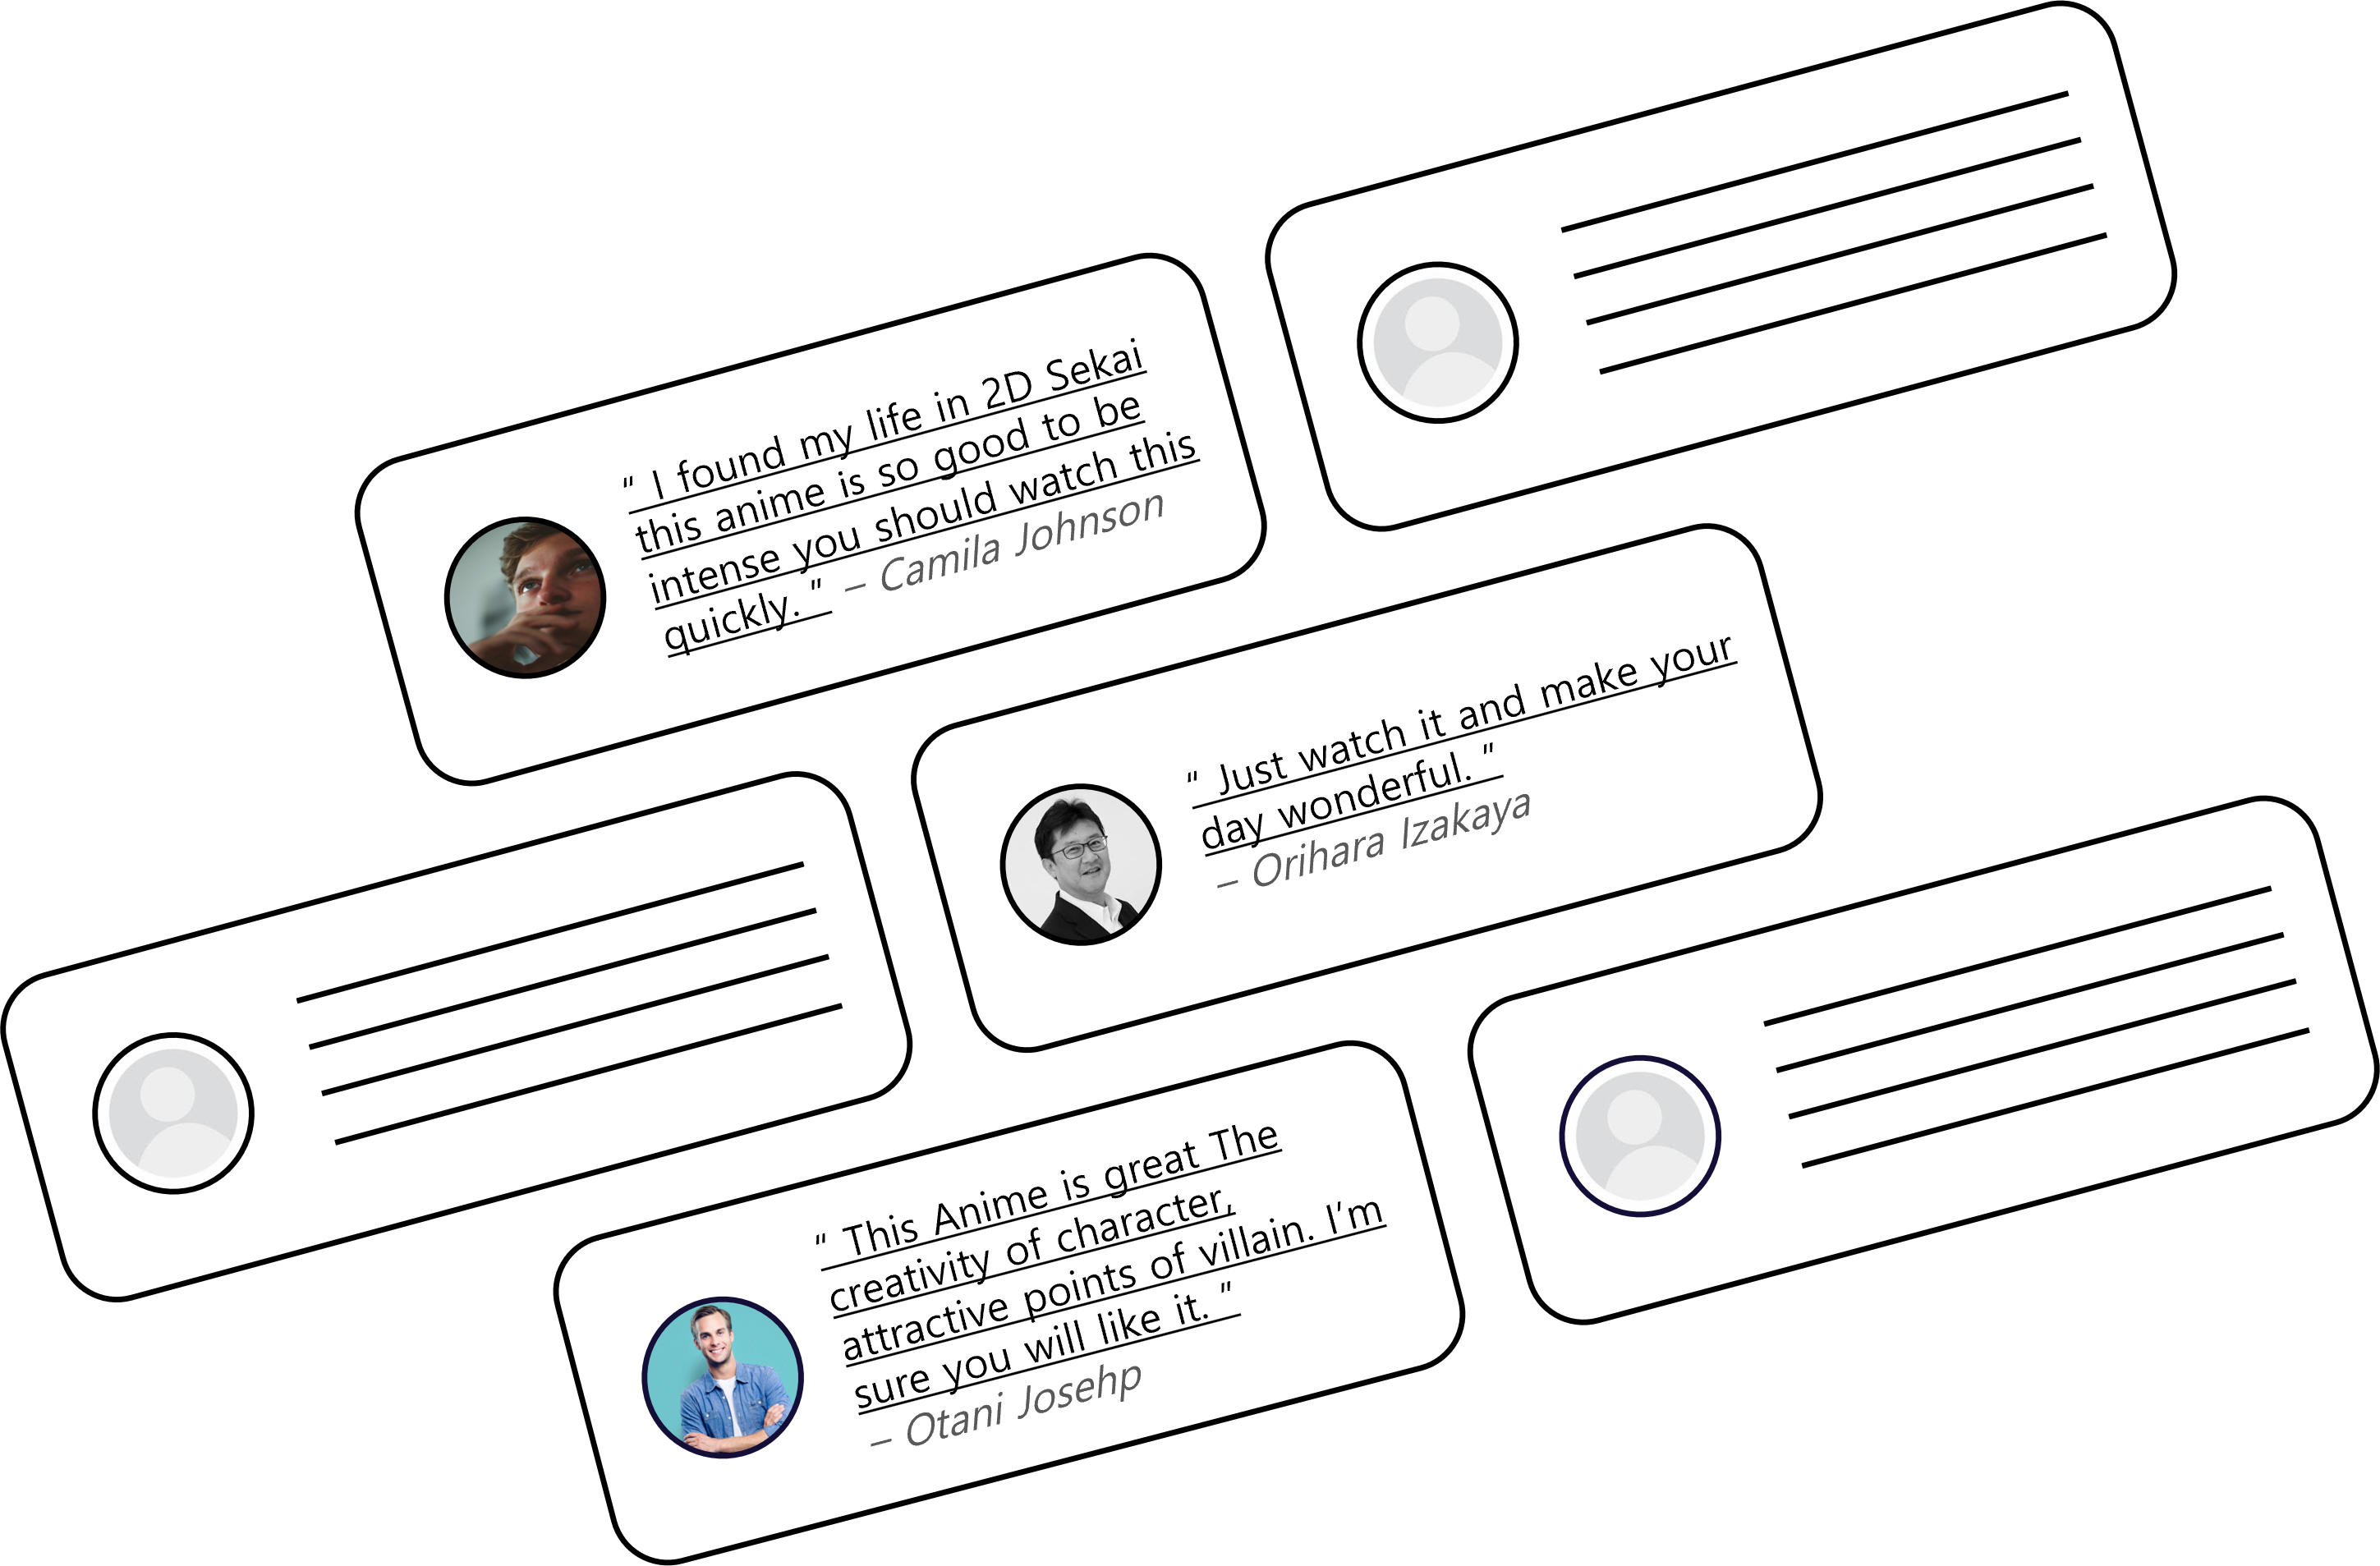 “ I found my life in 2D Sekai
this anime is so good to be
intense you should watch this
quickly. ” – Camila Johnson
“ Just watch it and make your
day wonderful. ”
– Orihara Izakaya
“ This Anime is great The
creativity of character,
attractive points of villain. I’m
sure you will like it. ”
– Otani Josehp